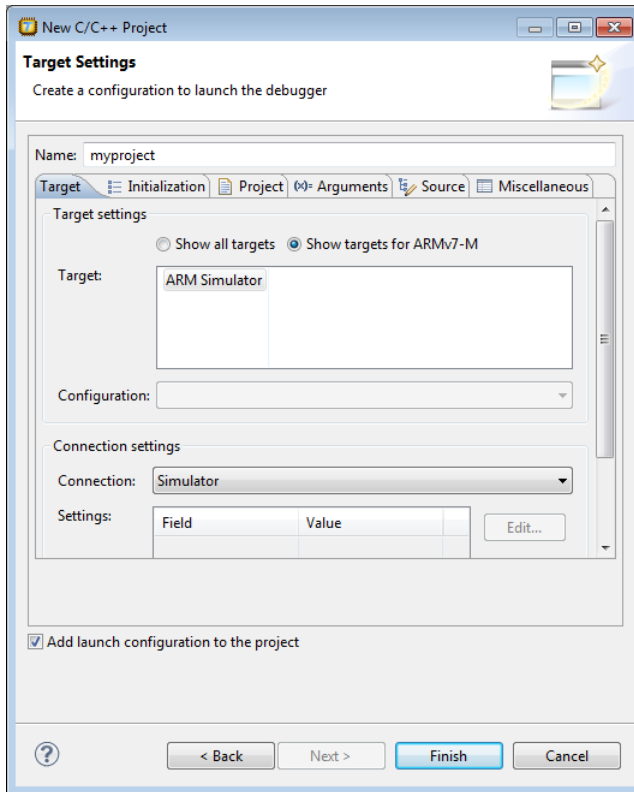 New C/C++ Project
Target Settings
Create a configuration to launch the debugger
Name: myproject
Target Initialization Project (x)= Arguments Source Miscellaneous
Target settings
Show all targets Show targets for ARMv7-M
Target: ARM Simulator
Configuration:
Connection settings
Connection: Simulator
Settings: Field Value Edit...
Add launch configuration to the project
? < Back Next > Finish Cancel